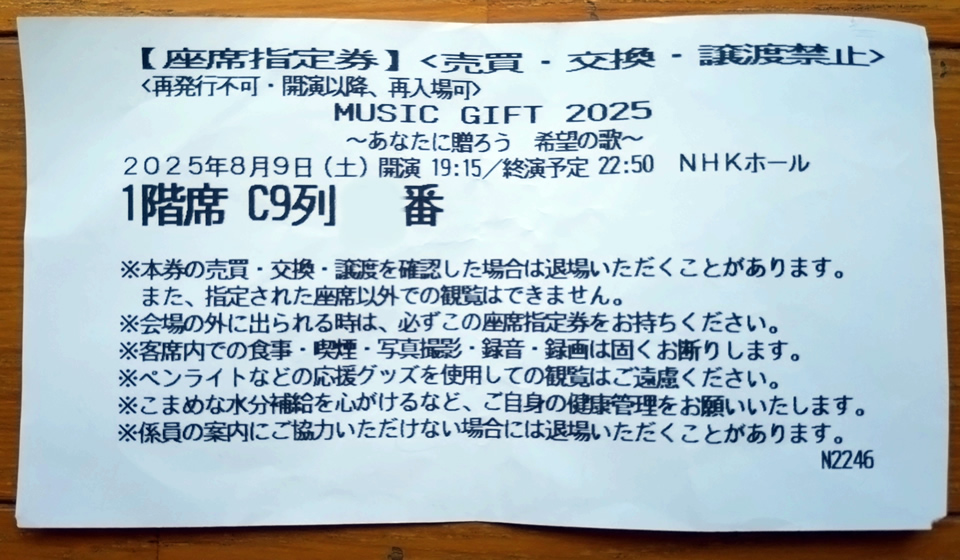 【座席指定券】<売買・交換・譲渡禁止>
<再発行不可・開演以降、再入場可>
MUSIC GIFT 2025
～あなたに贈ろう 希望の歌～
2025年8月9日(土) 開演 19:15/終演予定 22:50 NHKホール
1階席 C9列 番
※本券の売買・交換・譲渡を確認した場合は退場いただくことがあります。
また、指定された座席以外での観覧はできません。
※会場の外に出られる時は、必ずこの座席指定券をお持ちください。
※客席内での食事・喫煙・写真撮影・録音・録画は固くお断りします。
※ペンライトなどの応援グッズを使用しての観覧はご遠慮ください。
※こまめな水分補給を心がけるなど、ご自身の健康管理をお願いいたします。
※係員の案内にご協力いただけない場合には退場いただくことがあります。
N2246